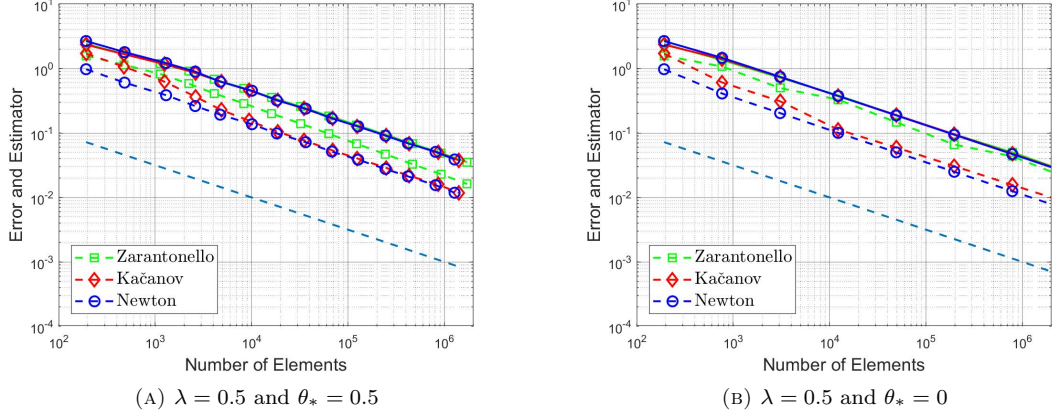 10^1
10^0
10^{-1}
10^{-2}
10^{-3}
10^{-4}
Error and Estimator
Zarantonello
Kačanov
Newton
10^2 10^3 10^4 10^5 10^6
Number of Elements
(A) λ = 0.5 and θ_* = 0.5
10^1
10^0
10^{-1}
10^{-2}
10^{-3}
10^{-4}
Error and Estimator
Zarantonello
Kačanov
Newton
10^2 10^3 10^4 10^5 10^6
Number of Elements
(B) λ = 0.5 and θ_* = 0